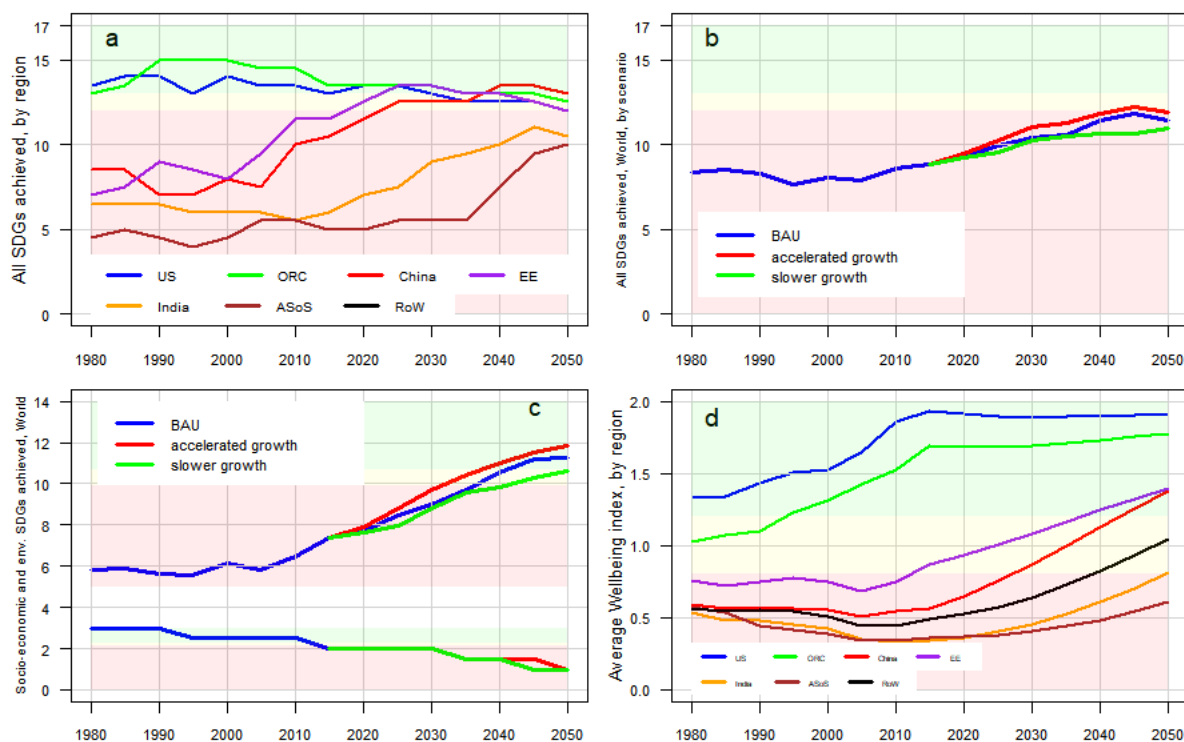 a
All SDGs achieved, by region
17
15
10
5
0
US ORC China EE
India ASoS RoW
1980 1990 2000 2010 2020 2030 2040 2050
b
All SDGs achieved, World, by scenario
17
15
10
5
0
BAU
accelerated growth
slower growth
1980 1990 2000 2010 2020 2030 2040 2050
c
Socio-economic and env. SDGs achieved, World
14
12
10
8
6
4
2
0
BAU
accelerated growth
slower growth
1980 1990 2000 2010 2020 2030 2040 2050
d
Average Wellbeing index, by region
2.0
1.5
1.0
0.5
0.0
US ORC China EE
India ASoS RoW
1980 1990 2000 2010 2020 2030 2040 2050